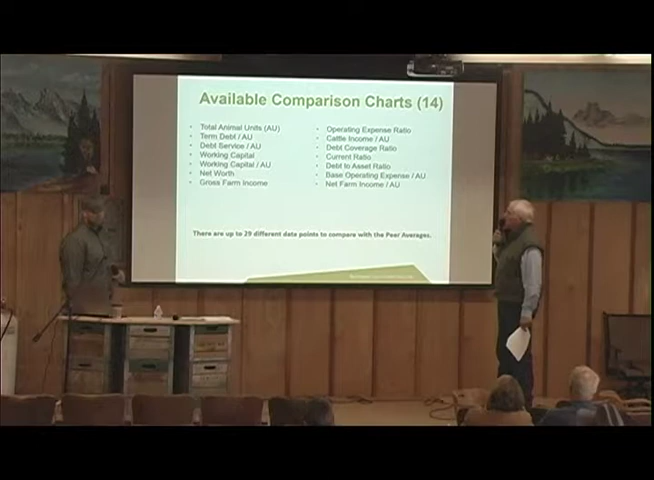 Available Comparison Charts (14)
• Total Animal Units (AU)
• Term Debt / AU
• Debt Service / AU
• Working Capital
• Working Capital / AU
• Net Worth
• Gross Farm Income
• Operating Expense Ratio
• Cattle Income / AU
• Debt Coverage Ratio
• Current Ratio
• Debt to Asset Ratio
• Base Operating Expense / AU
• Net Farm Income / AU
There are up to 29 different data points to compare with the Peer Averages.